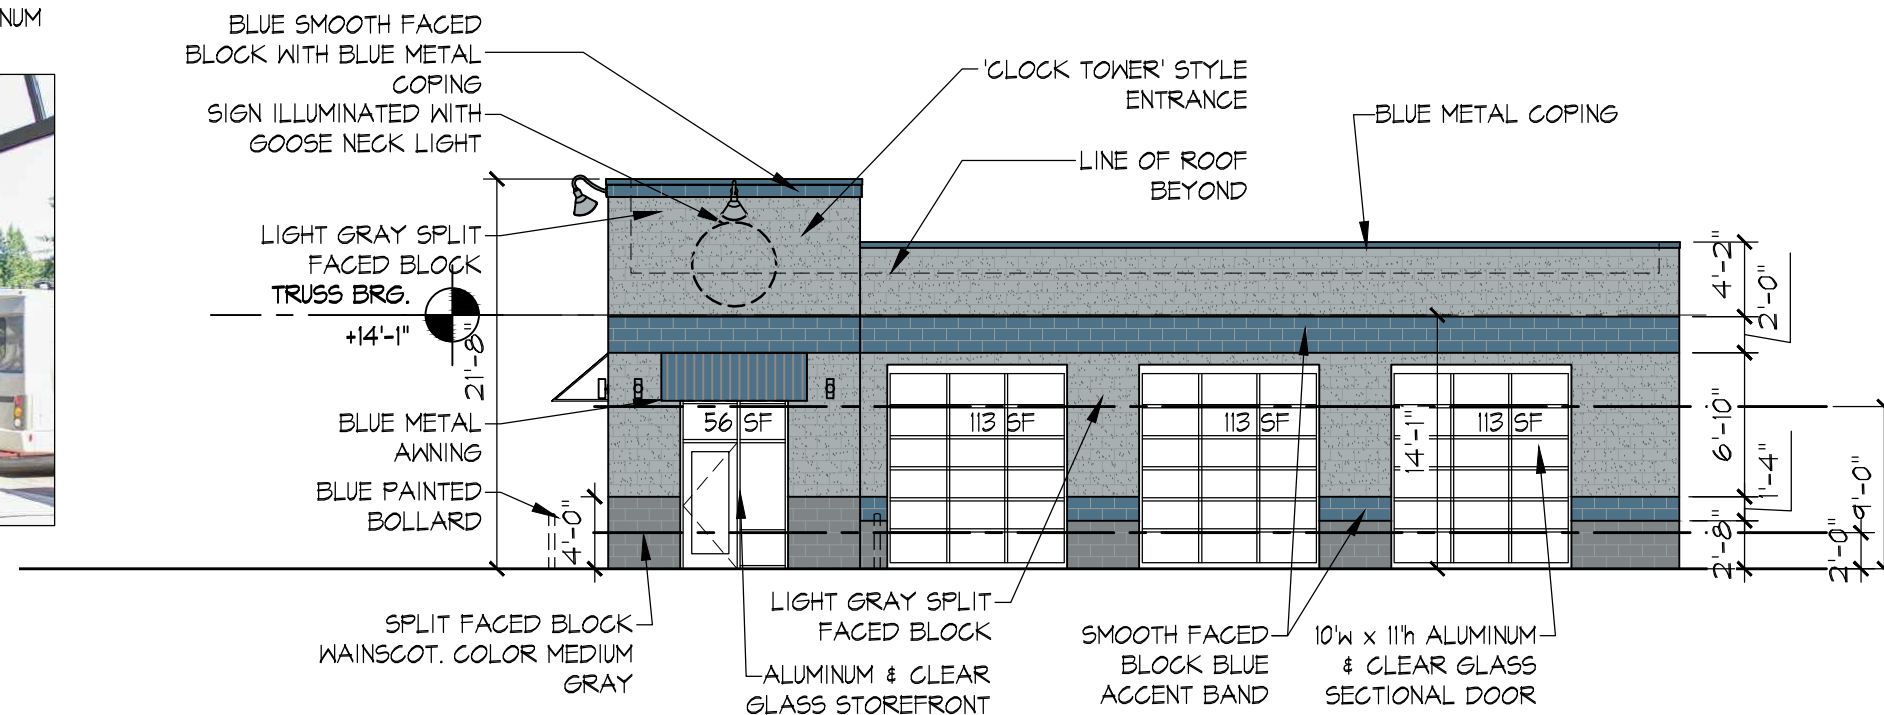 NUM
BLUE SMOOTH FACED
BLOCK WITH BLUE METAL
COPING
SIGN ILLUMINATED WITH
GOOSE NECK LIGHT
'CLOCK TOWER' STYLE
ENTRANCE
BLUE METAL COPING
LINE OF ROOF
BEYOND
LIGHT GRAY SPLIT
FACED BLOCK
TRUSS BRG.
+14'-1"
21'-8"
4'-2"
2'-0"
BLUE METAL
AWNING
56 SF
113 SF
113 SF
113 SF
14'-1"
6'-10"
1'-4"
9'-0"
BLUE PAINTED
BOLLARD
4'-0"
2'-8"
2'-0"
SPLIT FACED BLOCK
WAINSCOT. COLOR MEDIUM
GRAY
LIGHT GRAY SPLIT
FACED BLOCK
ALUMINUM & CLEAR
GLASS STOREFRONT
SMOOTH FACED
BLOCK BLUE
ACCENT BAND
10'w x 11'h ALUMINUM
& CLEAR GLASS
SECTIONAL DOOR